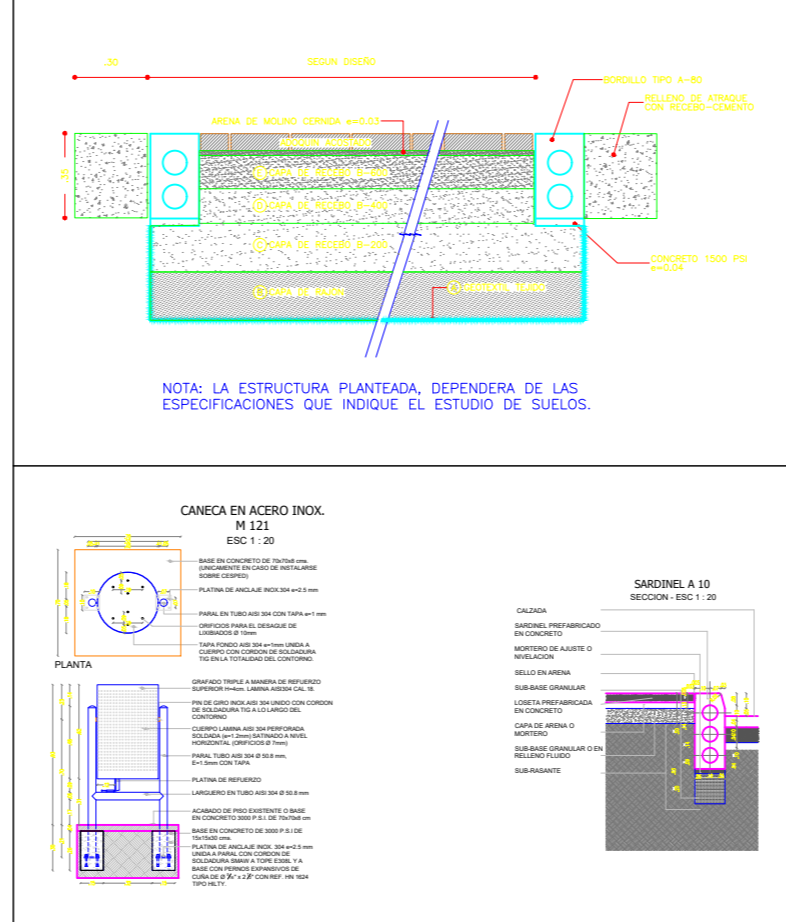 .30
SEGUN DISEÑO
BORDILLO TIPO A-80
RELLENO DE ATRAQUE
CON RECEBO-CEMENTO
ARENA DE MOLINO CERNIDA e=0.03
ADOQUIN ACOSTADO
.35
CAPA DE RECEBO B-600
CAPA DE RECEBO B-400
CAPA DE RECEBO B-200
CONCRETO 1500 PSI
e=0,04
CAPA DE RAJON
NOTA: LA ESTRUCTURA PLANTEADA, DEPENDERA DE LAS
ESPECIFICACIONES QUE INDIQUE EL ESTUDIO DE SUELOS.
CANECA EN ACERO INOX.
M 121
ESC 1 : 20
BASE EN CONCRETO DE 70x70x8 cms.
(UNICAMENTE EN CASO DE INSTALARSE
SOBRE CESPED)
PLATINA DE ANCLAJE INOX.304 e=2.5 mm
PARAL EN TUBO AISI 304 CON TAPA e=1 mm
ORIFICIOS PARA EL DESAGUE DE
LIXIBIADOS Ø 10mm
TAPA FONDO AISI 304 e=1mm UNIDA A
CUERPO CON CORDON DE SOLDADURA
TIG EN LA TOTALIDAD DEL CONTORNO.
PLANTA
GRAFADO TRIPLE A MANERA DE REFUERZO
SUPERIOR H=4cm. LAMINA AISI304 CAL.18.
PIN DE GIRO INOX.AISI 304 UNIDO CON CORDON
DE SOLDADURA TIG A LO LARGO DEL
CONTORNO
CUERPO LAMINA AISI 304 PERFORADA
SOLDADA (e=1.2mm) SATINADO A NIVEL
HORIZONTAL (ORIFICIOS Ø 7mm)
PARAL TUBO AISI 304 Ø 50.8 mm,
E=1.5mm CON TAPA
PLATINA DE REFUERZO
LARGUERO EN TUBO AISI 304 Ø 50.8 mm
ACABADO DE PISO EXISTENTE O BASE
EN CONCRETO 3000 P.S.I. DE 70x70x8 cm
BASE EN CONCRETO DE 3000 P.S.I DE
15x15x30 cms.
PLATINA DE ANCLAJE INOX. 304 e=2.5 mm
UNIDA A PARAL CON CORDON DE
SOLDADURA SMAW A TOPE E308L Y A
BASE CON PERNOS EXPANSIVOS DE
CUÑA DE Ø CON REF. HN 1624
TIPO HILTY.
SARDINEL A 10
SECCION - ESC 1 : 20
CALZADA
SARDINEL PREFABRICADO
EN CONCRETO
MORTERO DE AJUSTE O
NIVELACION
SELLO EN ARENA
SUB-BASE GRANULAR
LOSETA PREFABRICADA
EN CONCRETO
CAPA DE ARENA O
MORTERO
SUB-BASE GRANULAR O EN
RELLENO FLUIDO
SUB-RASANTE